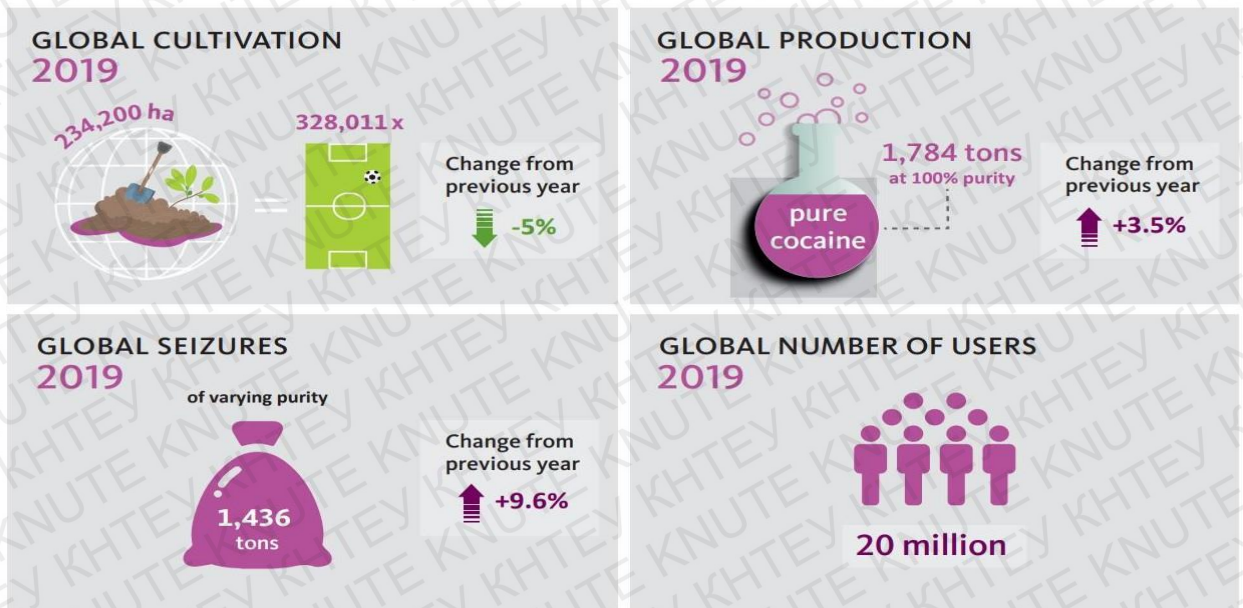 GLOBAL CULTIVATION
2019
234,200 ha
328,011 x
Change from
previous year
-5%
GLOBAL PRODUCTION
2019
1,784 tons
at 100% purity
pure
cocaine
Change from
previous year
+3.5%
GLOBAL SEIZURES
2019
of varying purity
1,436
tons
Change from
previous year
+9.6%
GLOBAL NUMBER OF USERS
2019
20 million
KNUTE KHTEY KNUTE KHTEY